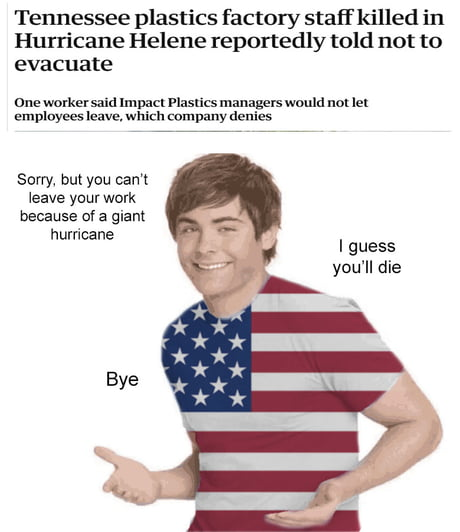 Tennessee plastics factory staff killed in
Hurricane Helene reportedly told not to
evacuate
One worker said Impact Plastics managers would not let
employees leave, which company denies
Sorry, but you can't
leave your work
because of a giant
hurricane
I guess
you'll die
Bye